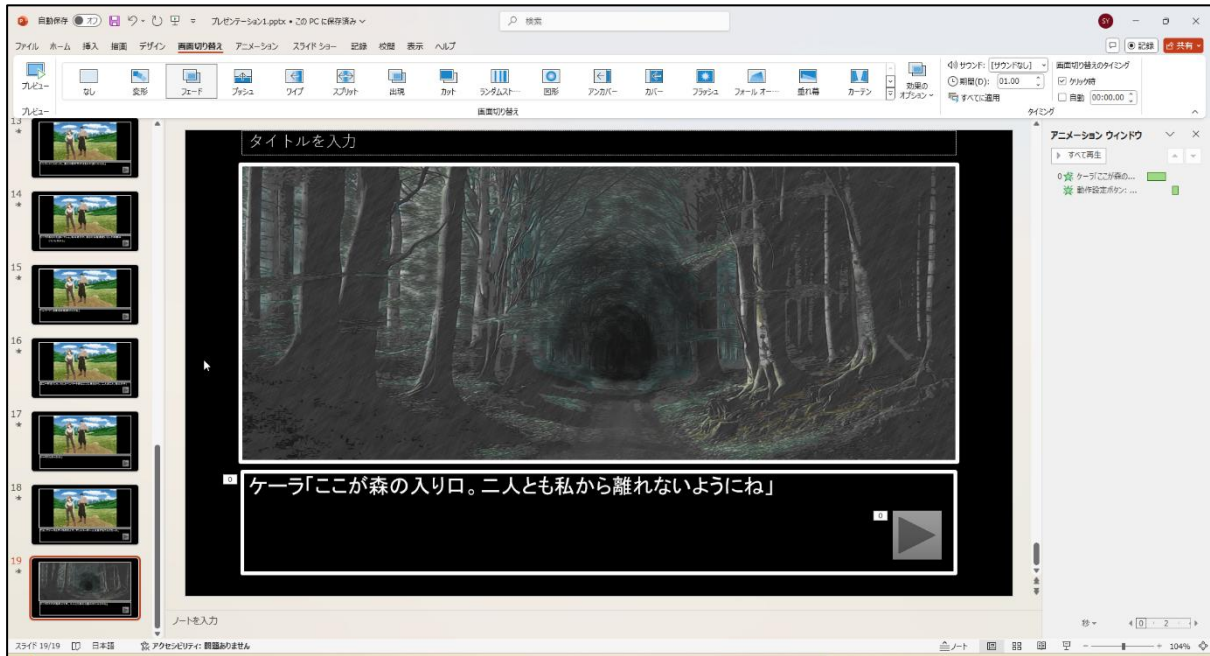 自動保存 オフ プレゼンテーション1.pptx • この PC に保存済み 検索 SY
ファイル ホーム 挿入 描画 デザイン 画面切り替え アニメーション スライド ショー 記録 校閲 表示 ヘルプ 記録 共有
プレビュー なし 変形 フェード プッシュ ワイプ スプリット 出現 カット ランダムスト… 図形 アンカバー カバー フラッシュ フォール オー… 垂れ幕 カーテン 効果の
オプション
サウンド: [サウンドなし]
期間(D): 01.00
すべてに適用
画面切り替えのタイミング
クリック時
自動 00:00.00
プレビュー 画面切り替え タイミング
13
14
15
16
17
18
19
タイトルを入力
0
ケーラ「ここが森の入り口。二人とも私から離れないようにね」
0
アニメーション ウィンドウ
すべて再生
0 ケーラ「ここが森の...
動作設定ボタン: ...
ノートを入力
秒 0 2
スライド 19/19 日本語 アクセシビリティ: 問題ありません ノート 104%